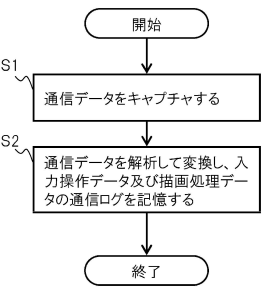 開始
S1
通信データをキャプチャする
S2
通信データを解析して変換し、入
力操作データ及び描画処理デー
タの通信ログを記憶する
終了